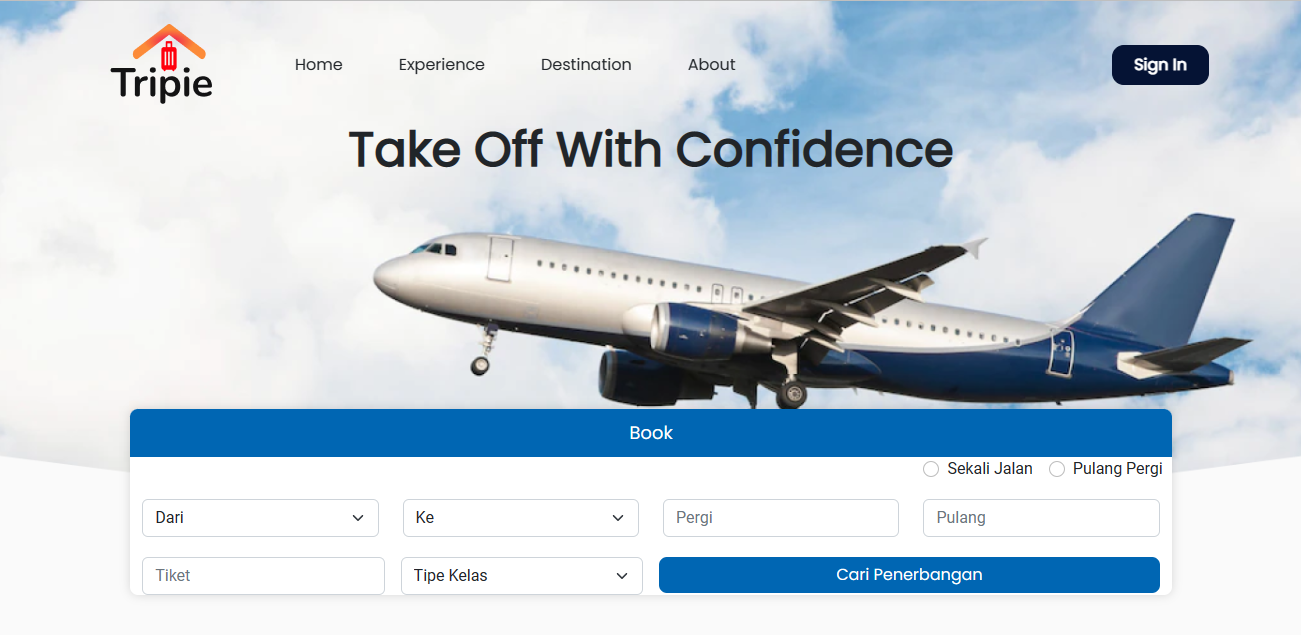 Tripie
Home Experience Destination About
Sign In
Take Off With Confidence
Book
Sekali Jalan Pulang Pergi
Dari Ke Pergi Pulang
Tiket Tipe Kelas Cari Penerbangan